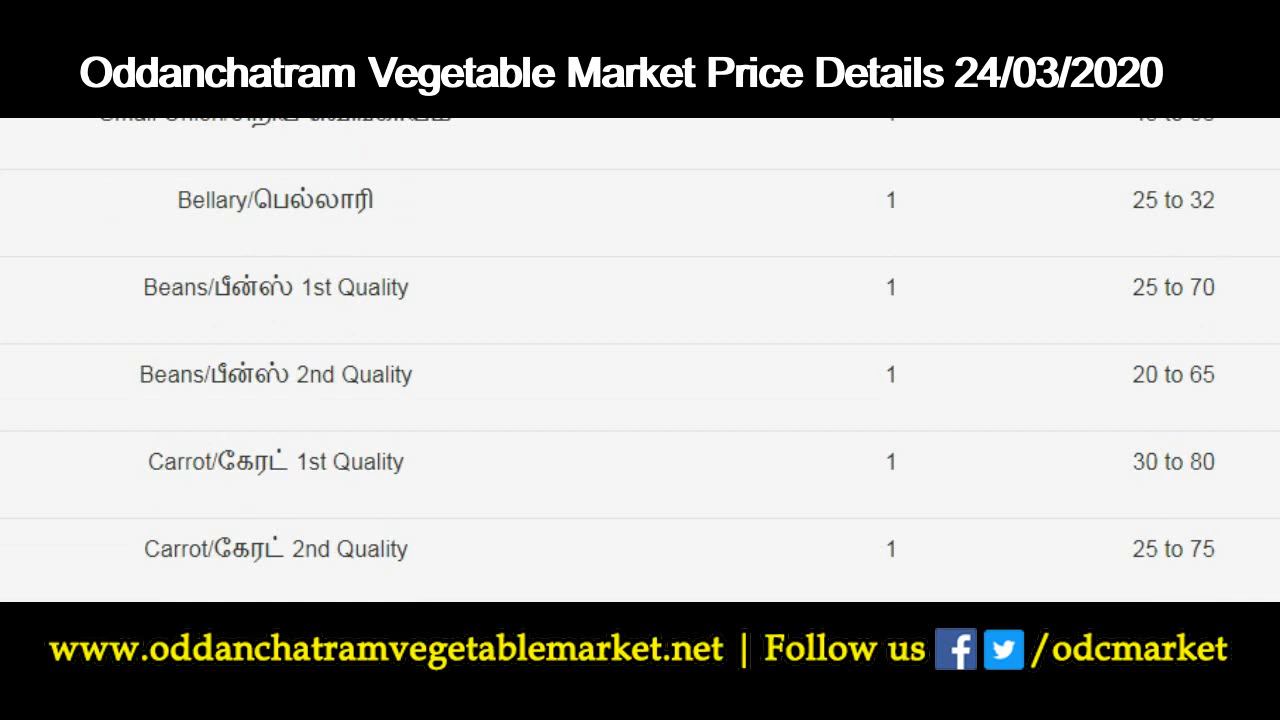 Oddanchatram Vegetable Market Price Details 24/03/2020
Bellary/பெல்லாரி 1 25 to 32
Beans/பீன்ஸ் 1st Quality 1 25 to 70
Beans/பீன்ஸ் 2nd Quality 1 20 to 65
Carrot/கேரட் 1st Quality 1 30 to 80
Carrot/கேரட் 2nd Quality 1 25 to 75
www.oddanchatramvegetablemarket.net | Follow us /odcmarket